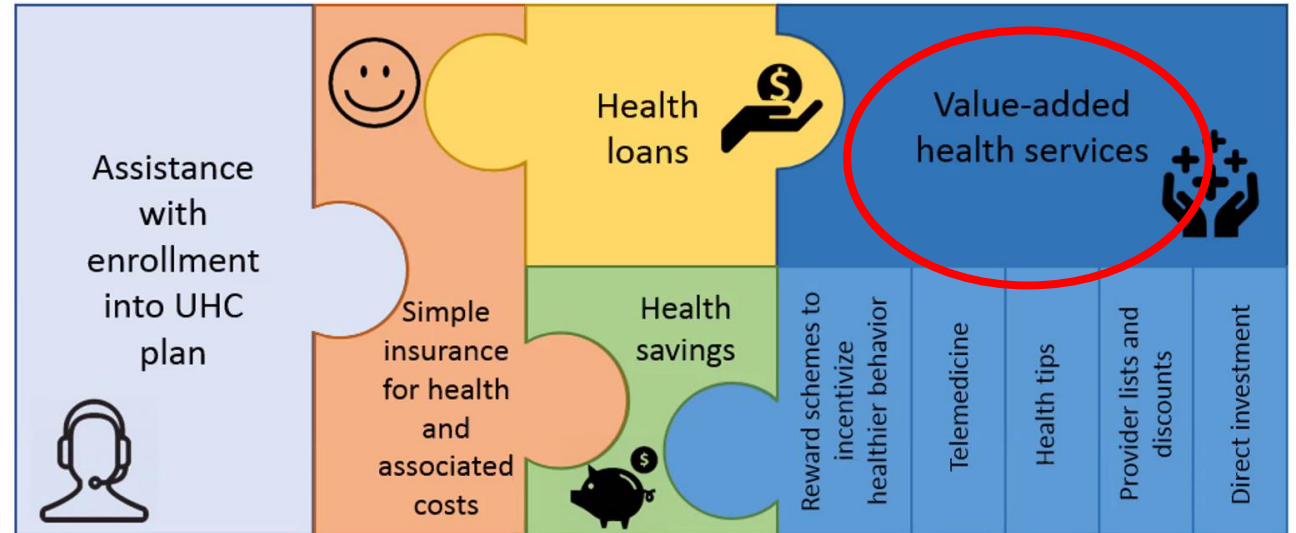 Assistance
with
enrollment
into UHC
plan
Simple
insurance
for health
and
associated
costs
Health
loans
$
Health
savings
$
Value-added
health services
Reward schemes to
incentivize
healthier behavior
Telemedicine
Health tips
Provider lists and
discounts
Direct investment